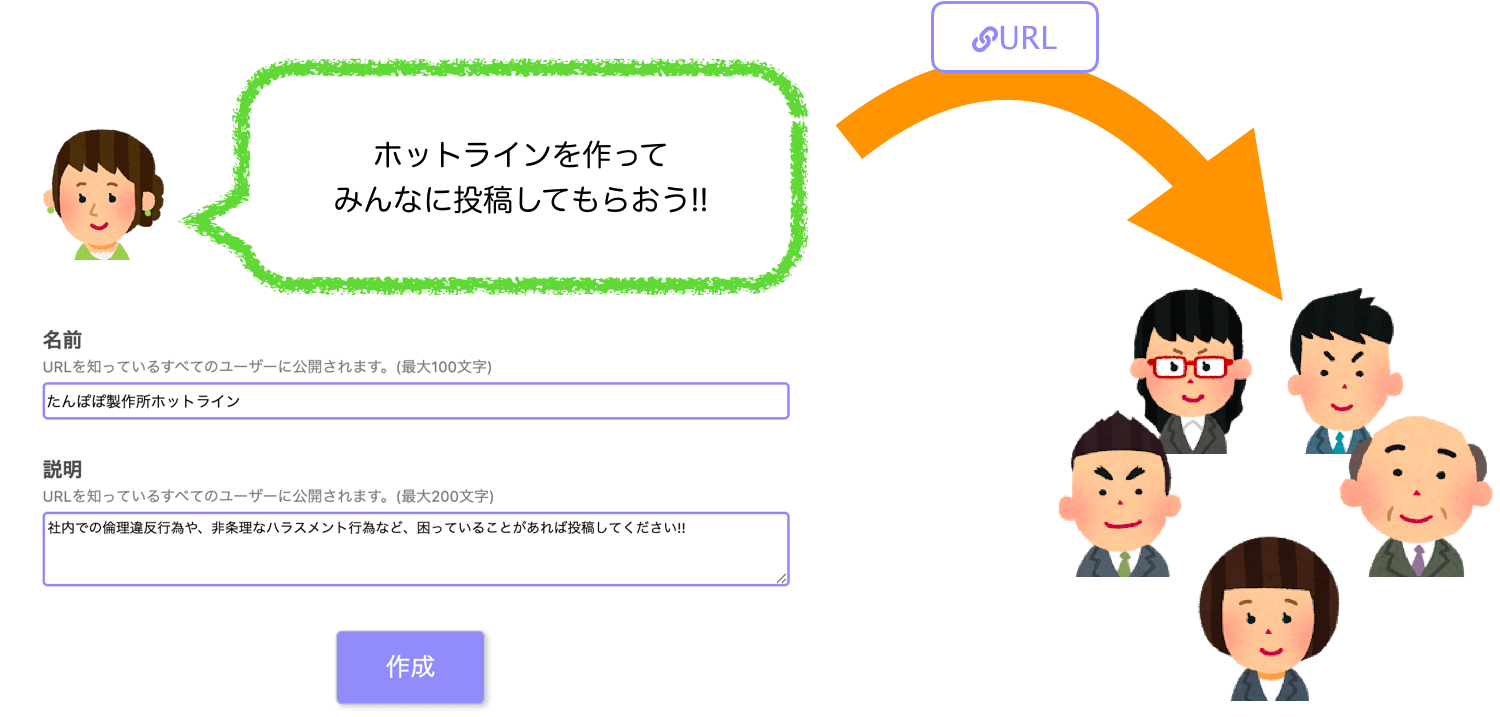 URL
ホットラインを作って
みんなに投稿してもらおう!!
名前
URLを知っているすべてのユーザーに公開されます。(最大100文字)
たんぽぽ製作所ホットライン
説明
URLを知っているすべてのユーザーに公開されます。(最大200文字)
社内での倫理違反行為や、非条理なハラスメント行為など、困っていることがあれば投稿してください!!
作成